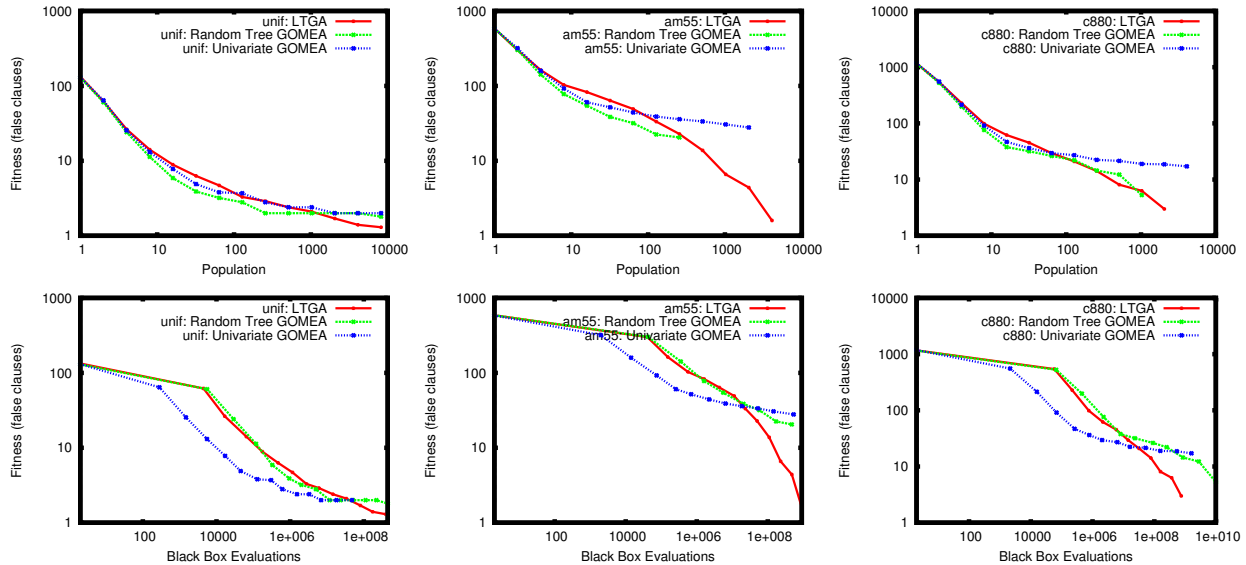 1000
100
10
1
Fitness (false clauses)
unif: LTGA
unif: Random Tree GOMEA
unif: Univariate GOMEA
1 10 100 1000 10000
Population
1000
100
10
1
Fitness (false clauses)
am55: LTGA
am55: Random Tree GOMEA
am55: Univariate GOMEA
1 10 100 1000 10000
Population
10000
1000
100
10
1
Fitness (false clauses)
c880: LTGA
c880: Random Tree GOMEA
c880: Univariate GOMEA
1 10 100 1000 10000
Population
1000
100
10
1
Fitness (false clauses)
unif: LTGA
unif: Random Tree GOMEA
unif: Univariate GOMEA
100 10000 1e+006 1e+008
Black Box Evaluations
1000
100
10
1
Fitness (false clauses)
am55: LTGA
am55: Random Tree GOMEA
am55: Univariate GOMEA
100 10000 1e+006 1e+008
Black Box Evaluations
10000
1000
100
10
1
Fitness (false clauses)
c880: LTGA
c880: Random Tree GOMEA
c880: Univariate GOMEA
100 10000 1e+006 1e+008 1e+010
Black Box Evaluations